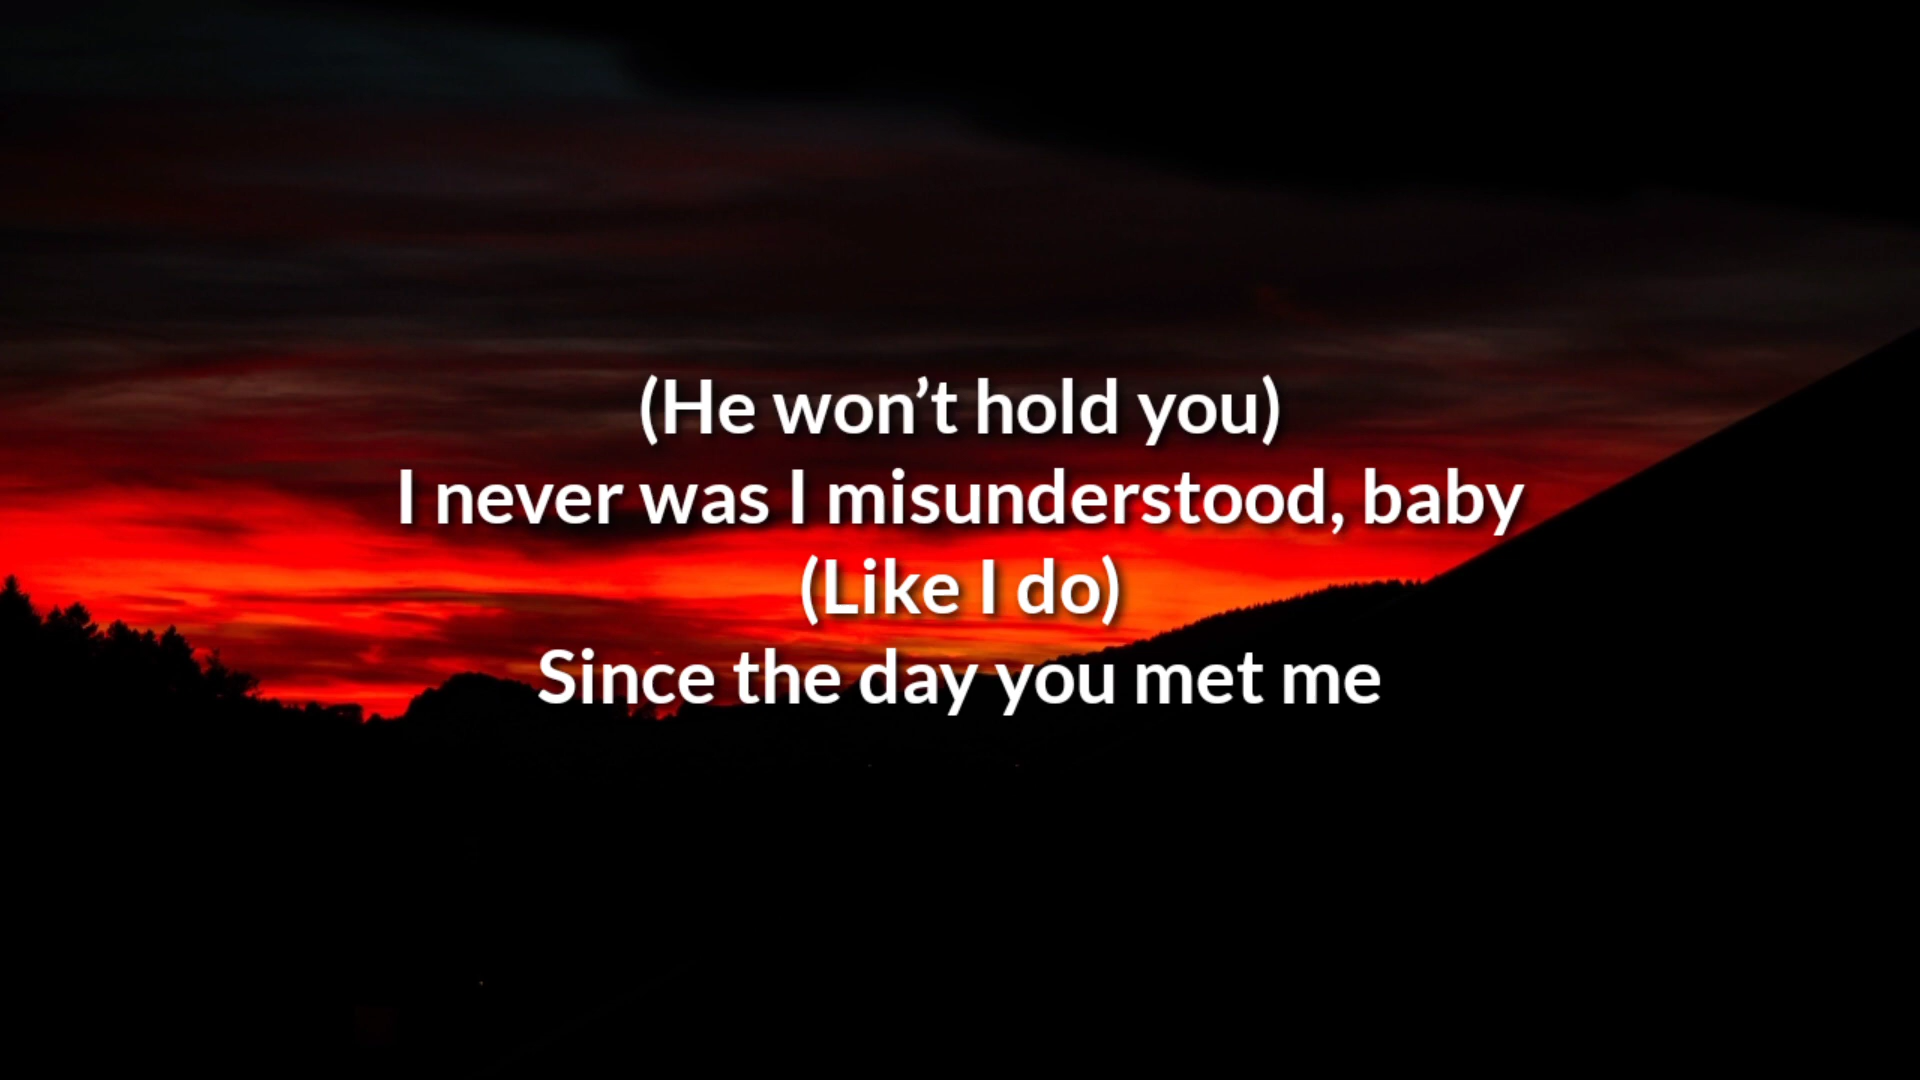 (He won’t hold you)
I never was I misunderstood, baby
(Like I do)
Since the day you met me